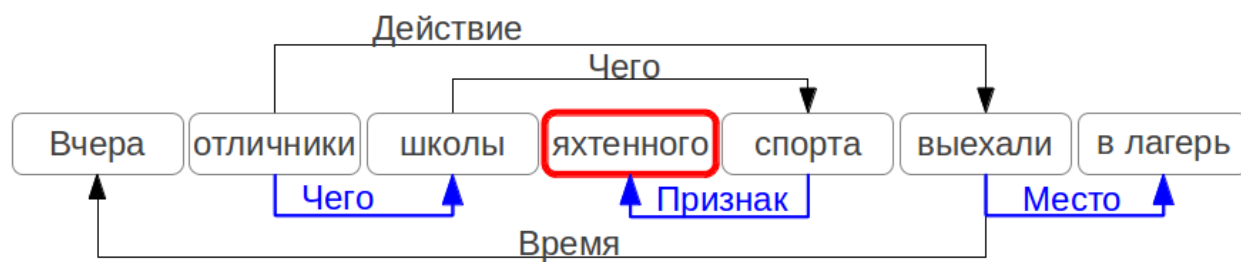 Действие
Чего
Вчера отличники школы яхтенного спорта выехали в лагерь
Чего Признак Место
Время